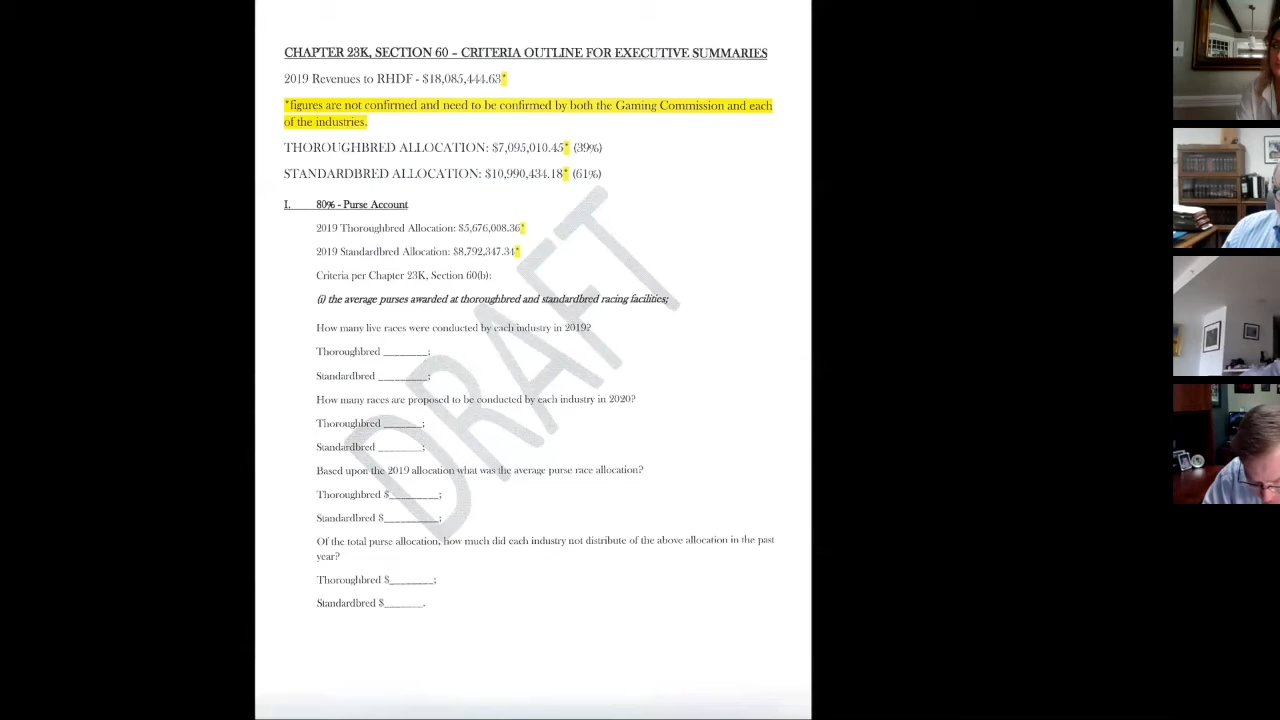 CHAPTER 23K, SECTION 60 – CRITERIA OUTLINE FOR EXECUTIVE SUMMARIES
2019 Revenues to RHDF - $18,085,444.63*
*figures are not confirmed and need to be confirmed by both the Gaming Commission and each
of the industries.
THOROUGHBRED ALLOCATION: $7,095,010.45* (39%)
STANDARDBRED ALLOCATION: $10,990,434.18* (61%)
I. 80% - Purse Account
2019 Thoroughbred Allocation: $5,676,008.36*
2019 Standardbred Allocation: $8,792,347.34*
Criteria per Chapter 23K, Section 60(b):
(i) the average purses awarded at thoroughbred and standardbred racing facilities;
How many live races were conducted by each industry in 2019?
Thoroughbred ________;
Standardbred _________;
How many races are proposed to be conducted by each industry in 2020?
Thoroughbred _______;
Standardbred ________;
Based upon the 2019 allocation what was the average purse race allocation?
Thoroughbred $_________;
Standardbred $__________;
Of the total purse allocation, how much did each industry not distribute of the above allocation in the past
year?
Thoroughbred $________;
Standardbred $_______.
DRAFT